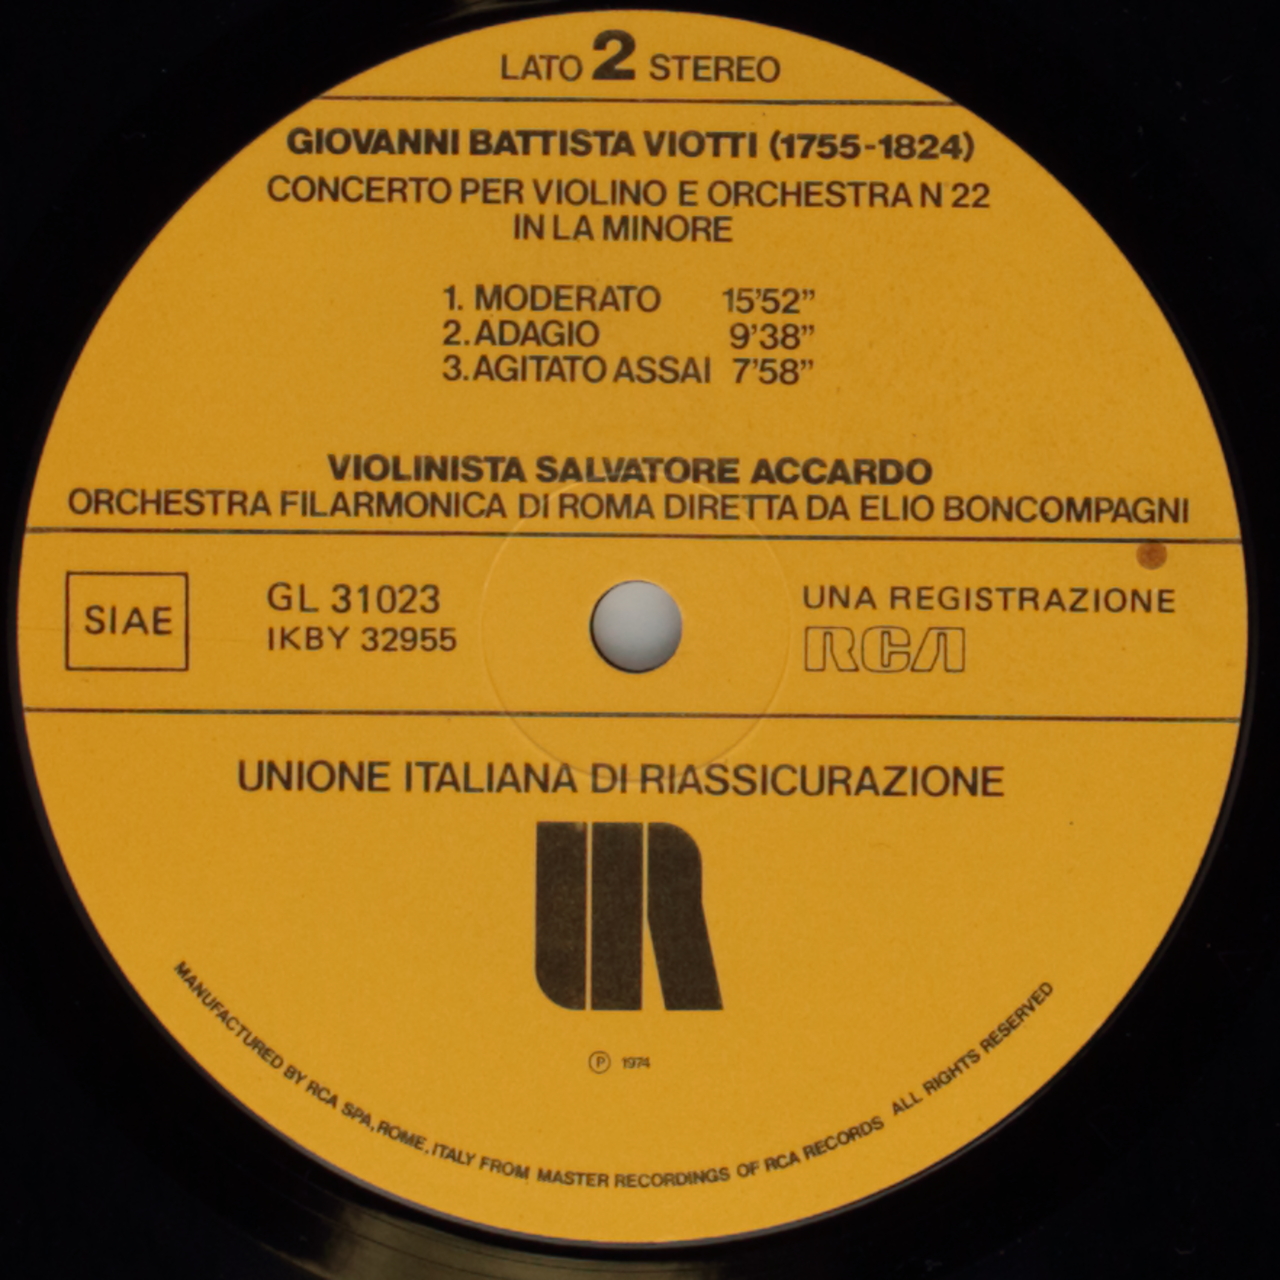 LATO 2 STEREO
GIOVANNI BATTISTA VIOTTI (1755-1824)
CONCERTO PER VIOLINO E ORCHESTRA N 22
IN LA MINORE
1. MODERATO 15'52”
2. ADAGIO 9'38”
3. AGITATO ASSAI 7'58”
VIOLINISTA SALVATORE ACCARDO
ORCHESTRA FILARMONICA DI ROMA DIRETTA DA ELIO BONCOMPAGNI
SIAE
GL 31023
IKBY 32955
UNA REGISTRAZIONE
RCA
UNIONE ITALIANA DI RIASSICURAZIONE
UR
Ⓟ 1974
MANUFACTURED BY RCA SPA, ROME, ITALY FROM MASTER RECORDINGS OF RCA RECORDS ALL RIGHTS RESERVED